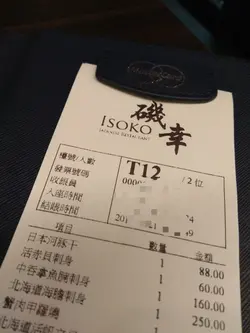 磯幸
ISOKO
JAPANESE RESTAURANT
檯號/人數 T12 / 2 位
發票號碼 0000
收銀員
入座時間
結賬時間 20
項目 數量 金額
日本河豚干 1 88.00
活赤貝刺身 1 60.00
中吞拿魚腩刺身 1 160.00
北海道海膽刺身 1 250.00
蟹肉甲羅燒 1